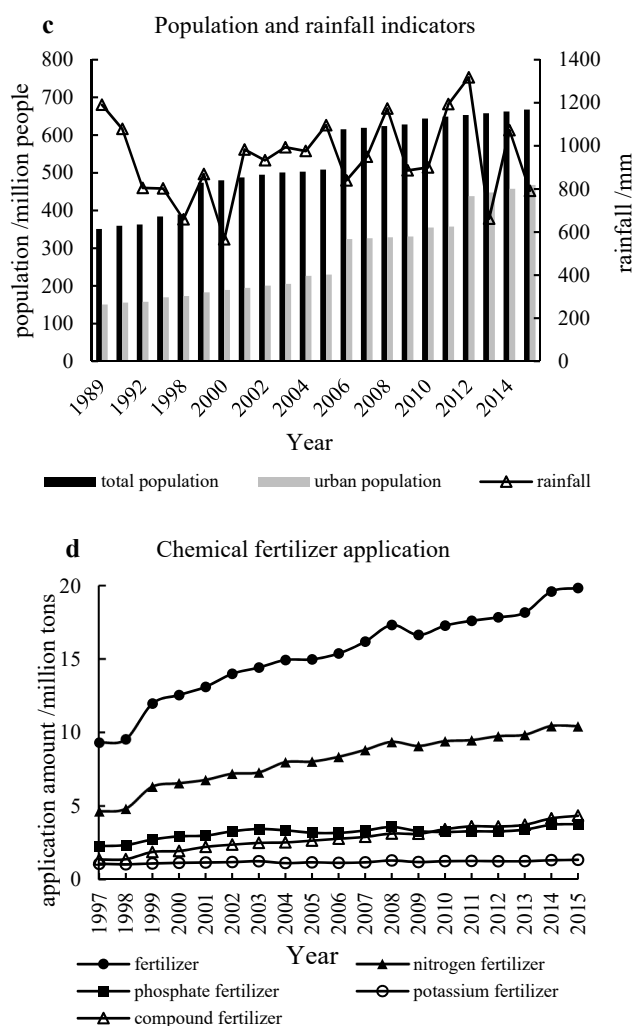 c Population and rainfall indicators
800 1400
700 1200
600 1000
500 800
400 600
300 400
200 200
100 0
0
population /million people
rainfall /mm
1989 1992 1998 2000 2002 2004 2006 2008 2010 2012 2014
Year
total population urban population rainfall
d Chemical fertilizer application
20
15
10
5
0
application amount /million tons
1997 1998 1999 2000 2001 2002 2003 2004 2005 2006 2007 2008 2009 2010 2011 2012 2013 2014 2015
Year
fertilizer nitrogen fertilizer
phosphate fertilizer potassium fertilizer
compound fertilizer